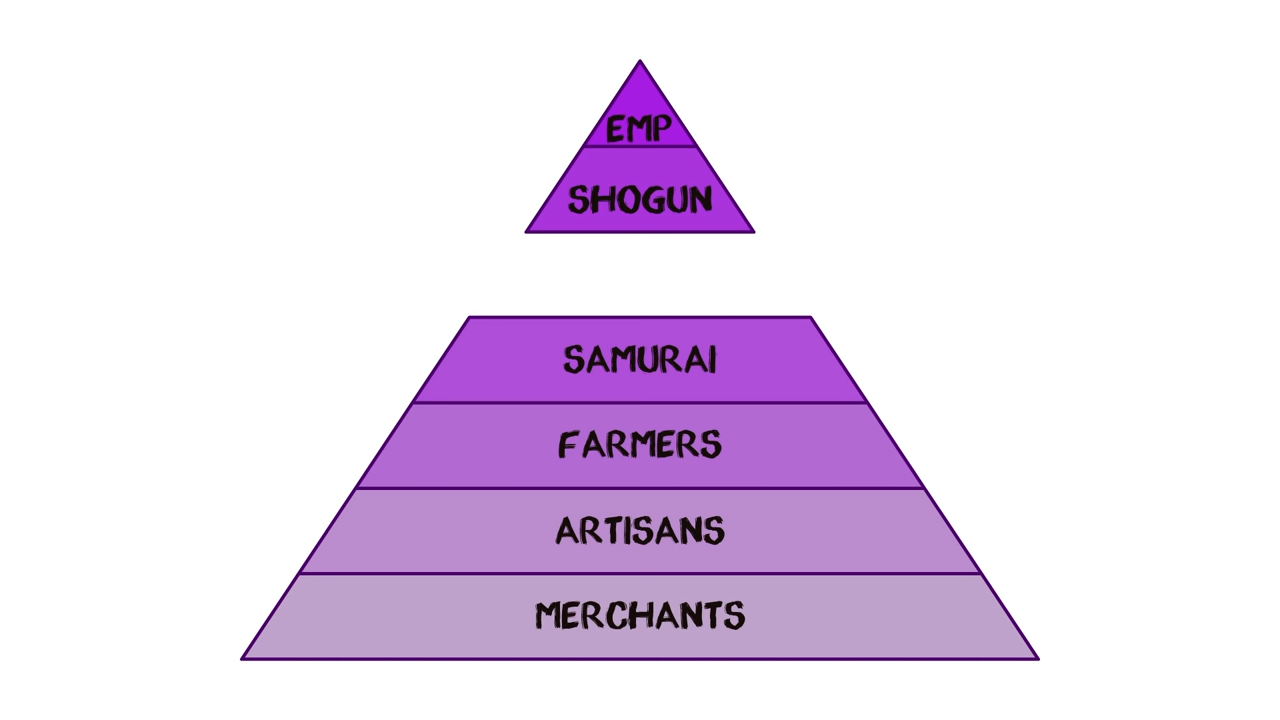 EMP
SHOGUN
SAMURAI
FARMERS
ARTISANS
MERCHANTS